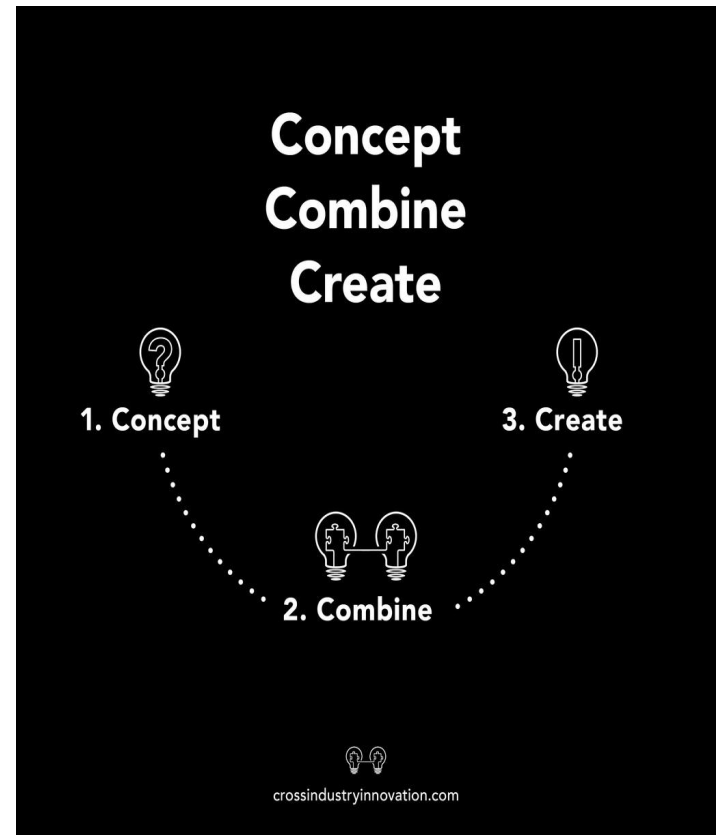 Concept
Combine
Create
1. Concept
3. Create
2. Combine
crossindustryinnovation.com